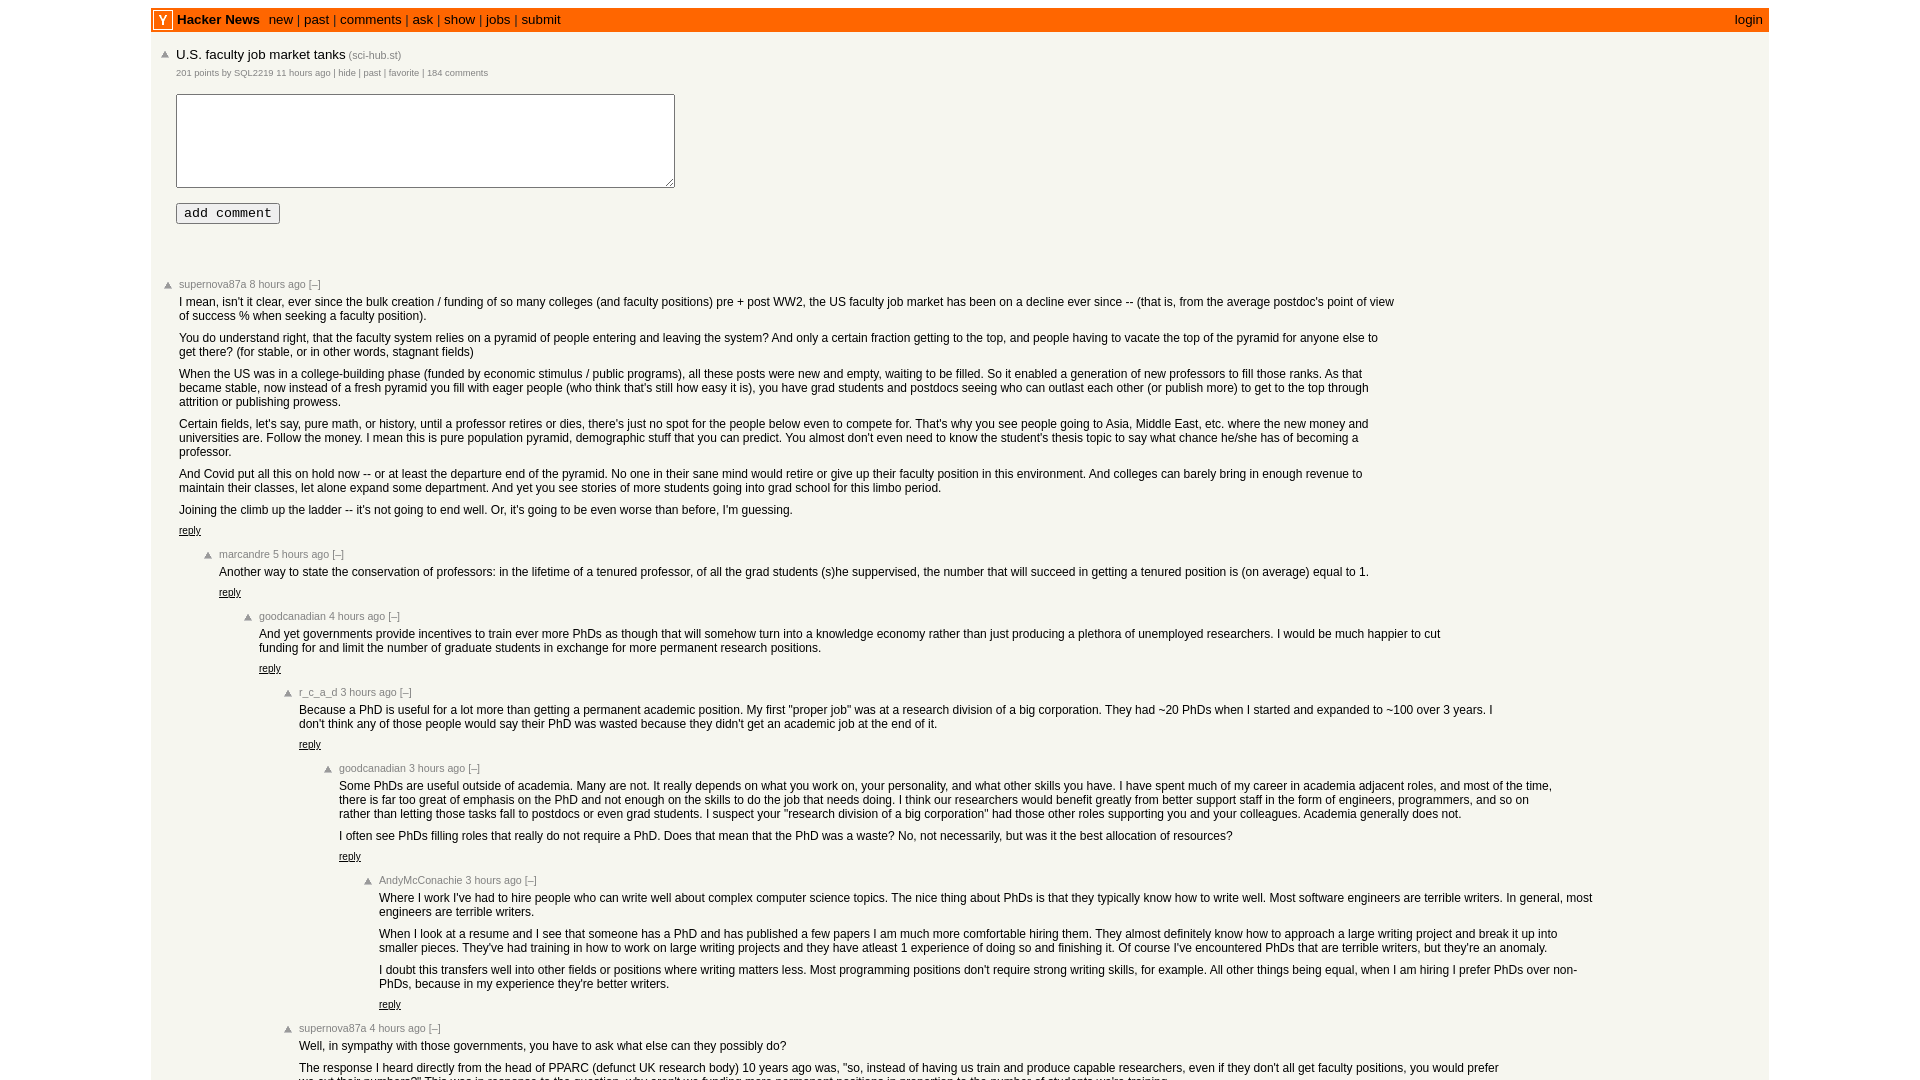 Y Hacker News new | past | comments | ask | show | jobs | submit login
U.S. faculty job market tanks (sci-hub.st)
201 points by SQL2219 11 hours ago | hide | past | favorite | 184 comments
add comment
supernova87a 8 hours ago [–]
I mean, isn't it clear, ever since the bulk creation / funding of so many colleges (and faculty positions) pre + post WW2, the US faculty job market has been on a decline ever since -- (that is, from the average postdoc's point of view
of success % when seeking a faculty position).
You do understand right, that the faculty system relies on a pyramid of people entering and leaving the system? And only a certain fraction getting to the top, and people having to vacate the top of the pyramid for anyone else to
get there? (for stable, or in other words, stagnant fields)
When the US was in a college-building phase (funded by economic stimulus / public programs), all these posts were new and empty, waiting to be filled. So it enabled a generation of new professors to fill those ranks. As that
became stable, now instead of a fresh pyramid you fill with eager people (who think that's still how easy it is), you have grad students and postdocs seeing who can outlast each other (or publish more) to get to the top through
attrition or publishing prowess.
Certain fields, let's say, pure math, or history, until a professor retires or dies, there's just no spot for the people below even to compete for. That's why you see people going to Asia, Middle East, etc. where the new money and
universities are. Follow the money. I mean this is pure population pyramid, demographic stuff that you can predict. You almost don't even need to know the student's thesis topic to say what chance he/she has of becoming a
professor.
And Covid put all this on hold now -- or at least the departure end of the pyramid. No one in their sane mind would retire or give up their faculty position in this environment. And colleges can barely bring in enough revenue to
maintain their classes, let alone expand some department. And yet you see stories of more students going into grad school for this limbo period.
Joining the climb up the ladder -- it's not going to end well. Or, it's going to be even worse than before, I'm guessing.
reply
marcandre 5 hours ago [–]
Another way to state the conservation of professors: in the lifetime of a tenured professor, of all the grad students (s)he suppervised, the number that will succeed in getting a tenured position is (on average) equal to 1.
reply
goodcanadian 4 hours ago [–]
And yet governments provide incentives to train ever more PhDs as though that will somehow turn into a knowledge economy rather than just producing a plethora of unemployed researchers. I would be much happier to cut
funding for and limit the number of graduate students in exchange for more permanent research positions.
reply
r_c_a_d 3 hours ago [–]
Because a PhD is useful for a lot more than getting a permanent academic position. My first "proper job" was at a research division of a big corporation. They had ~20 PhDs when I started and expanded to ~100 over 3 years. I
don't think any of those people would say their PhD was wasted because they didn't get an academic job at the end of it.
reply
goodcanadian 3 hours ago [–]
Some PhDs are useful outside of academia. Many are not. It really depends on what you work on, your personality, and what other skills you have. I have spent much of my career in academia adjacent roles, and most of the time,
there is far too great of emphasis on the PhD and not enough on the skills to do the job that needs doing. I think our researchers would benefit greatly from better support staff in the form of engineers, programmers, and so on
rather than letting those tasks fall to postdocs or even grad students. I suspect your "research division of a big corporation" had those other roles supporting you and your colleagues. Academia generally does not.
I often see PhDs filling roles that really do not require a PhD. Does that mean that the PhD was a waste? No, not necessarily, but was it the best allocation of resources?
reply
AndyMcConachie 3 hours ago [–]
Where I work I've had to hire people who can write well about complex computer science topics. The nice thing about PhDs is that they typically know how to write well. Most software engineers are terrible writers. In general, most
engineers are terrible writers.
When I look at a resume and I see that someone has a PhD and has published a few papers I am much more comfortable hiring them. They almost definitely know how to approach a large writing project and break it up into
smaller pieces. They've had training in how to work on large writing projects and they have atleast 1 experience of doing so and finishing it. Of course I've encountered PhDs that are terrible writers, but they're an anomaly.
I doubt this transfers well into other fields or positions where writing matters less. Most programming positions don't require strong writing skills, for example. All other things being equal, when I am hiring I prefer PhDs over non-
PhDs, because in my experience they're better writers.
reply
supernova87a 4 hours ago [–]
Well, in sympathy with those governments, you have to ask what else can they possibly do?
The response I heard directly from the head of PPARC (defunct UK research body) 10 years ago was, "so, instead of having us train and produce capable researchers, even if they don't all get faculty positions, you would prefer